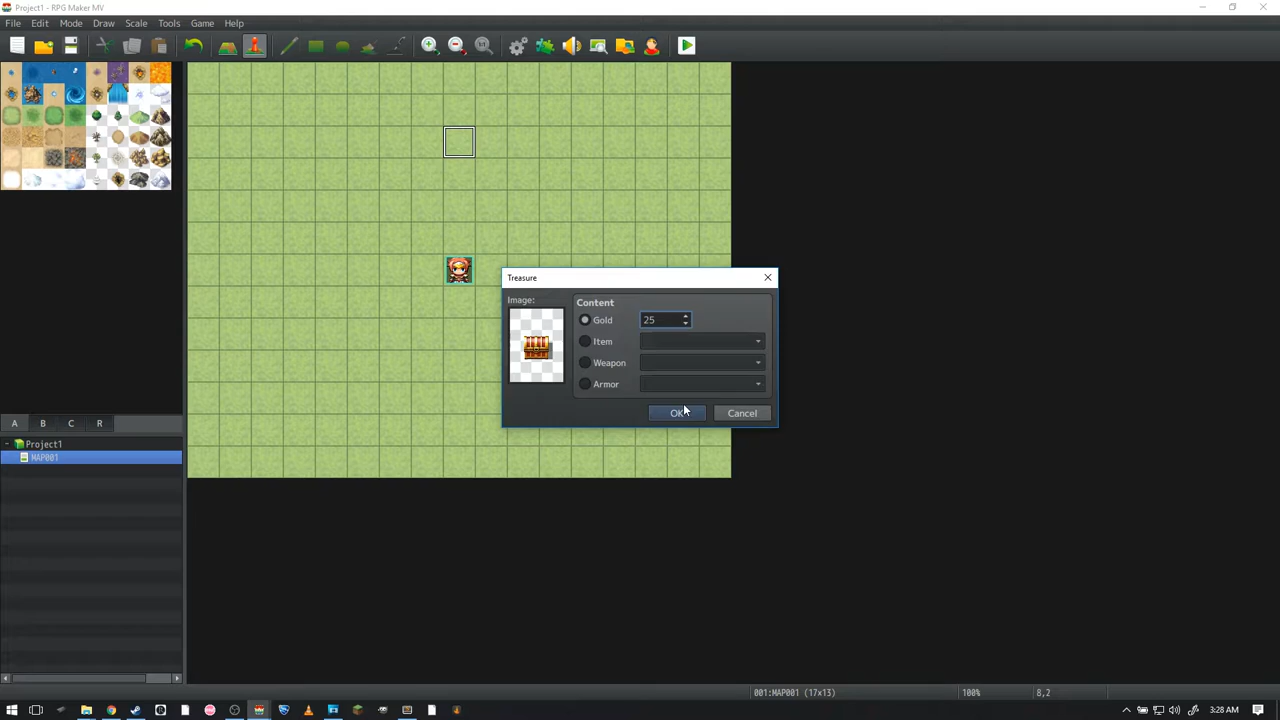 Project1 - RPG Maker MV
File Edit Mode Draw Scale Tools Game Help
Treasure
Image:
Content
Gold 25
Item
Weapon
Armor
OK Cancel
A B C R
Project1
MAP001
001:MAP001 (17x13) 100% 8,2
3:28 AM